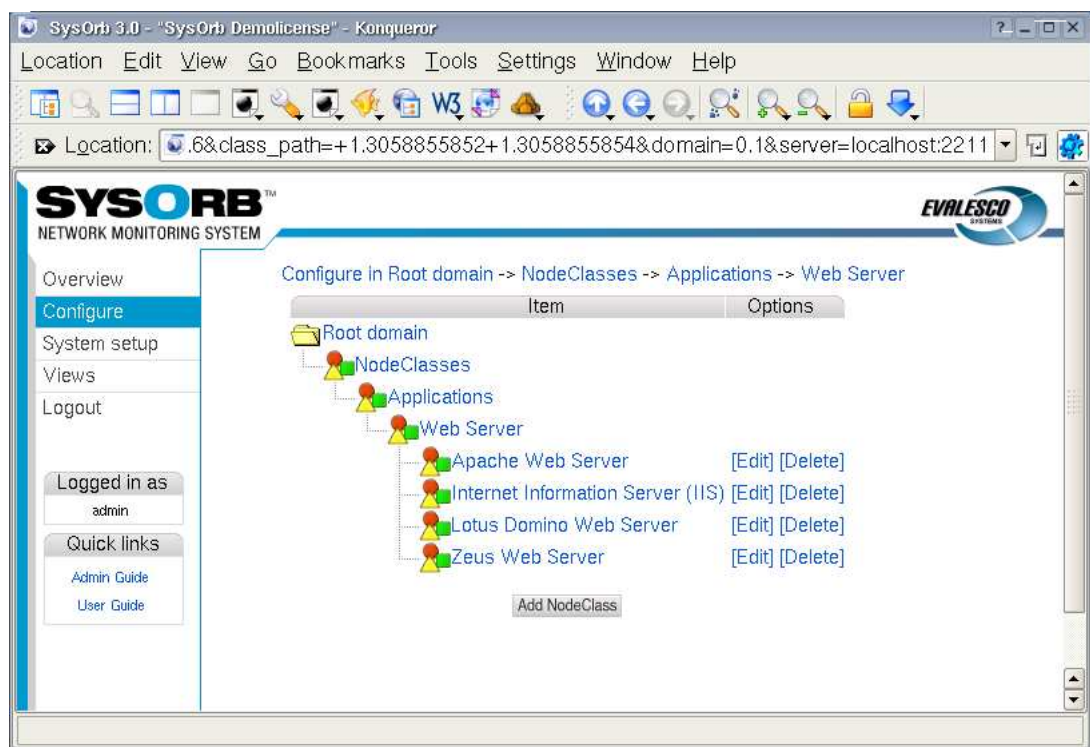 SysOrb 3.0 - "SysOrb Demolicense" - Konqueror
Location Edit View Go Bookmarks Tools Settings Window Help
W3
Location: .6&class_path=+1.3058855852+1.3058855854&domain=0.1&server=localhost:2211
SYSORB™
NETWORK MONITORING SYSTEM
EVALESCO
SYSTEMS
Overview
Configure
System setup
Views
Logout
Logged in as
admin
Quick links
Admin Guide
User Guide
Configure in Root domain -> NodeClasses -> Applications -> Web Server
Item Options
Root domain
NodeClasses
Applications
Web Server
Apache Web Server [Edit] [Delete]
Internet Information Server (IIS) [Edit] [Delete]
Lotus Domino Web Server [Edit] [Delete]
Zeus Web Server [Edit] [Delete]
Add NodeClass